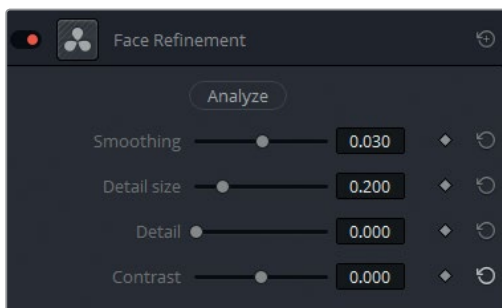 Face Refinement
Analyze
Smoothing 0.030
Detail size 0.200
Detail 0.000
Contrast 0.000